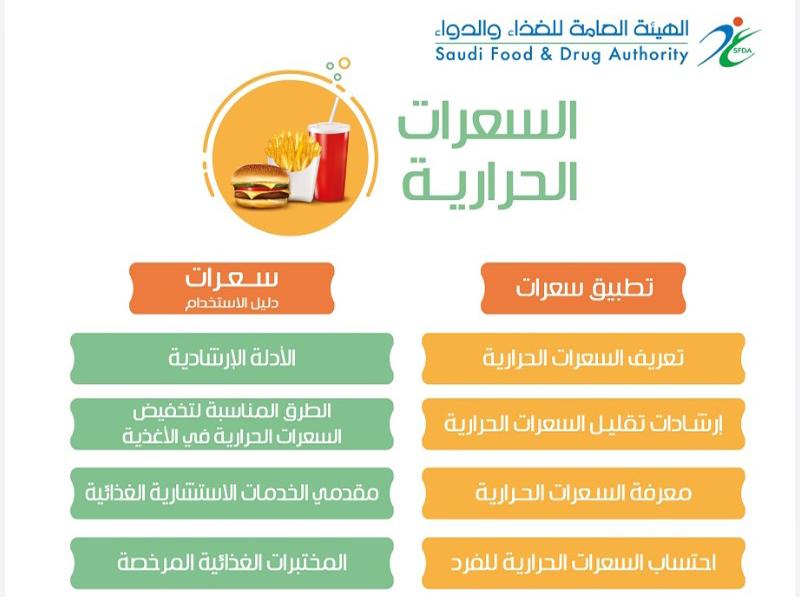 الهيئة العامة للغذاء والدواء
Saudi Food & Drug Authority
SFDA
السعرات
الحرارية
تطبيق سعرات
سعرات
دليل الاستخدام
تعريف السعرات الحرارية
الأدلة الإرشادية
إرشادات تقليل السعرات الحرارية
الطرق المناسبة لتخفيض
السعرات الحرارية في الأغذية
معرفة السعرات الحرارية
مقدمي الخدمات الاستشارية الغذائية
احتساب السعرات الحرارية للفرد
المختبرات الغذائية المرخصة